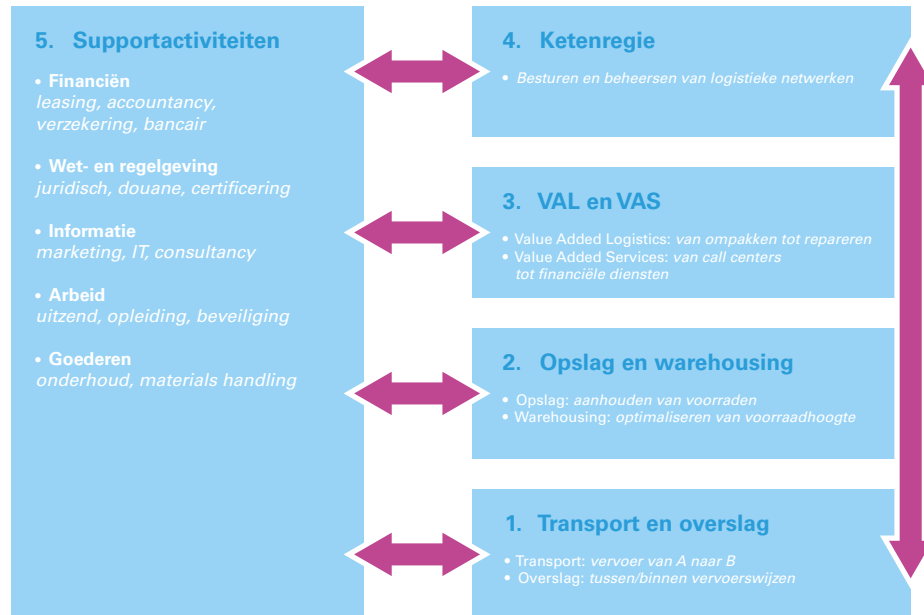 5. Supportactiviteiten
• Financiën
leasing, accountancy,
verzekering, bancair
• Wet- en regelgeving
juridisch, douane, certificering
• Informatie
marketing, IT, consultancy
• Arbeid
uitzend, opleiding, beveiliging
• Goederen
onderhoud, materials handling
4. Ketenregie
• Besturen en beheersen van logistieke netwerken
3. VAL en VAS
• Value Added Logistics: van ompakken tot repareren
• Value Added Services: van call centers
tot financiële diensten
2. Opslag en warehousing
• Opslag: aanhouden van voorraden
• Warehousing: optimaliseren van voorraadhoogte
1. Transport en overslag
• Transport: vervoer van A naar B
• Overslag: tussen/binnen vervoerswijzen